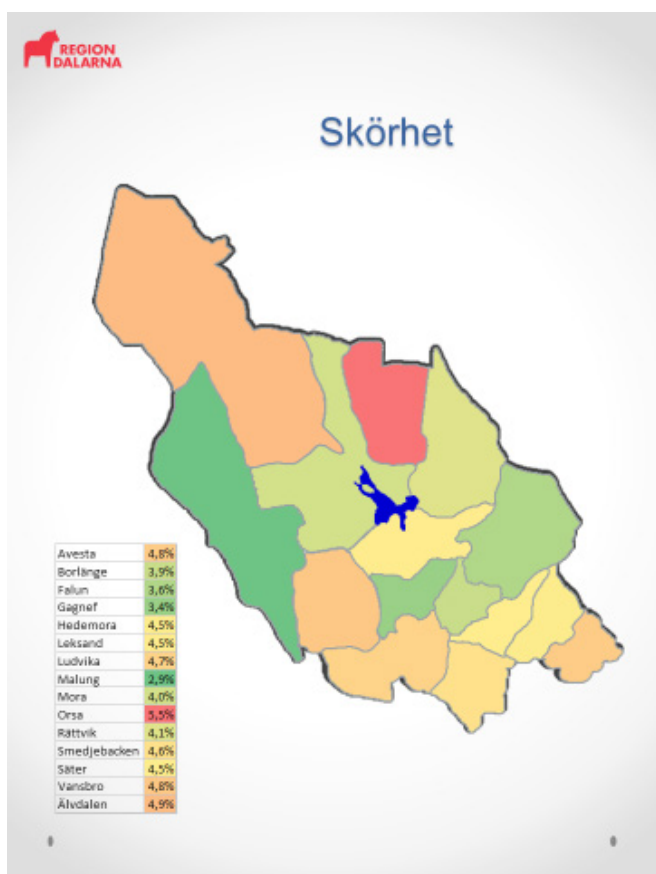 REGION
DALARNA
Skörhet
Avesta 4,8%
Borlänge 3,9%
Falun 3,6%
Gagnef 3,4%
Hedemora 4,5%
Leksand 4,5%
Ludvika 4,7%
Malung 2,9%
Mora 4,0%
Orsa 5,5%
Rättvik 4,1%
Smedjebacken 4,6%
Säter 4,5%
Vansbro 4,8%
Älvdalen 4,9%